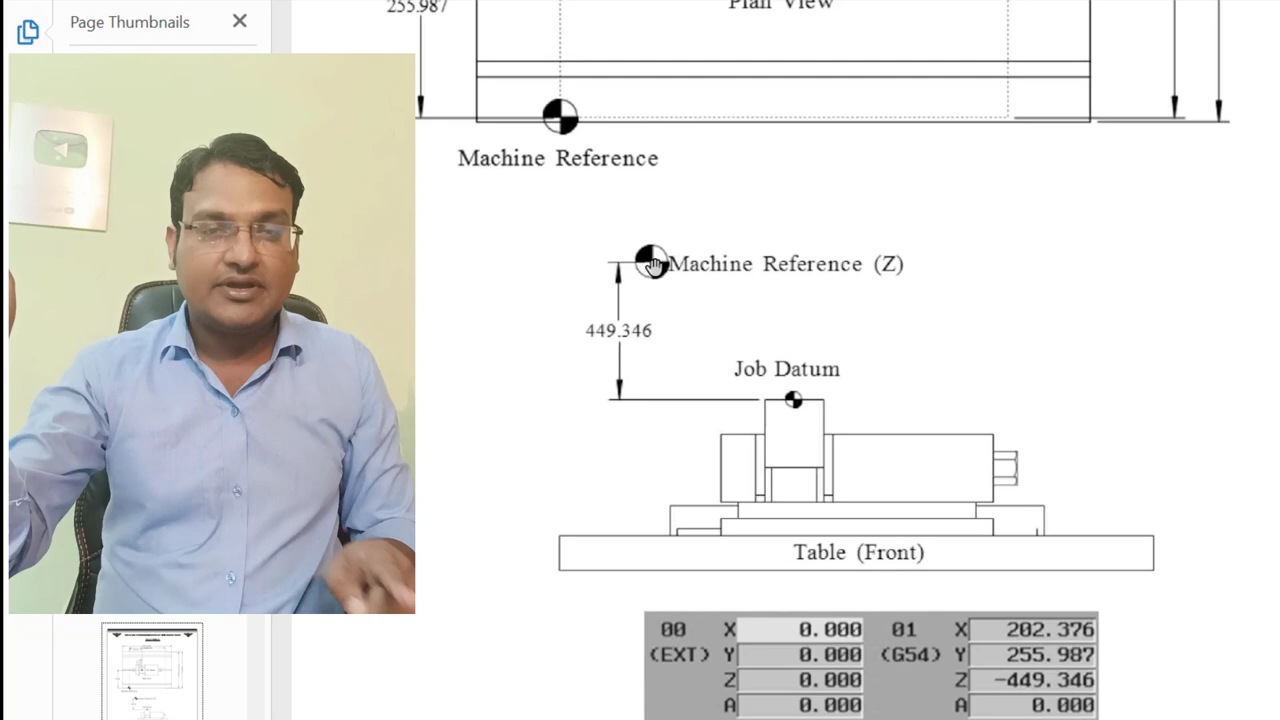 Page Thumbnails
255.987
Plan View
Machine Reference
Machine Reference (Z)
449.346
Job Datum
Table (Front)
00 X 0.000 01 X 202.376
(EXT) Y 0.000 (G54) Y 255.987
Z 0.000 Z -449.346
A 0.000 A 0.000